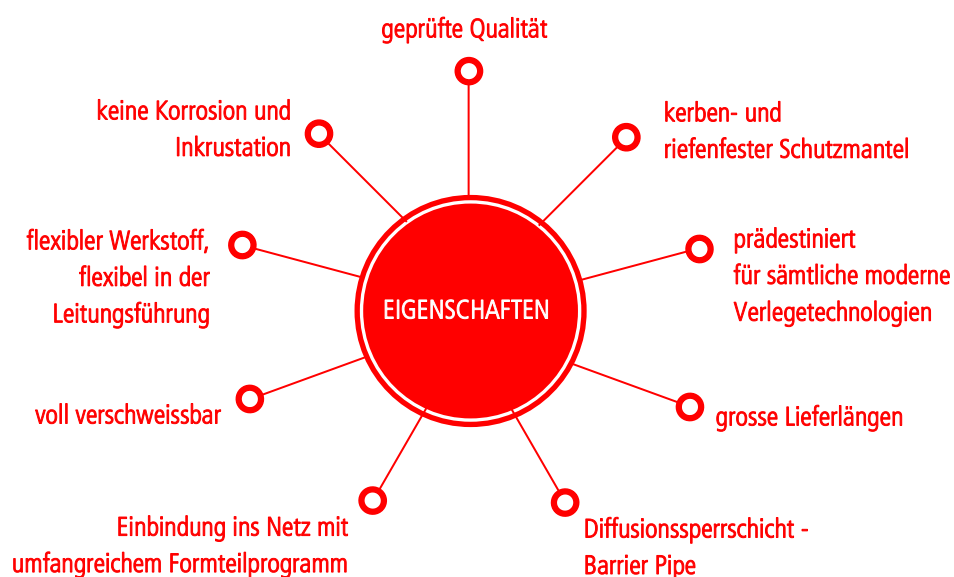 geprüfte Qualität
keine Korrosion und
Inkrustation
kerben- und
riefenfester Schutzmantel
flexibler Werkstoff,
flexibel in der
Leitungsführung
prädestiniert
für sämtliche moderne
Verlegetechnologien
EIGENSCHAFTEN
voll verschweissbar
grosse Lieferlängen
Einbindung ins Netz mit
umfangreichem Formteilprogramm
Diffusionssperrschicht -
Barrier Pipe